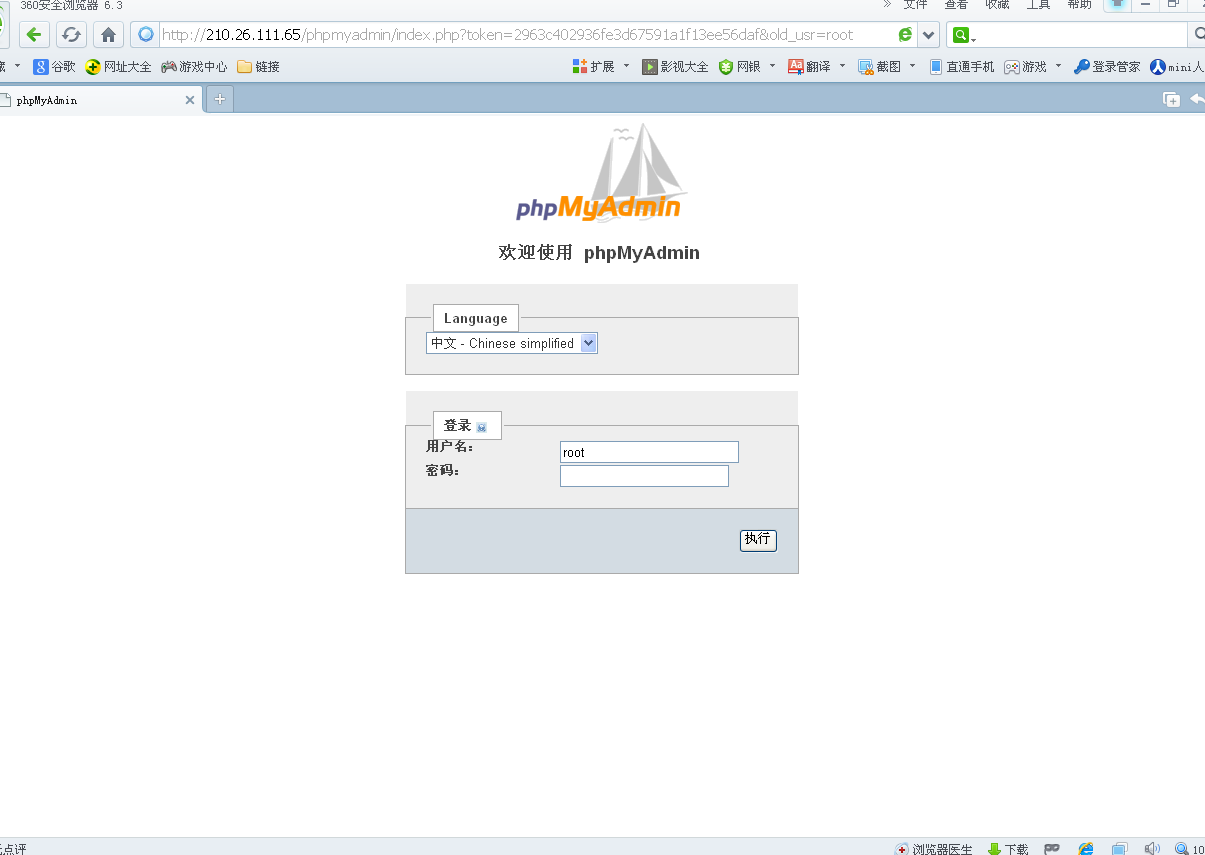 360安全浏览器 6.3
» 文件 查看 收藏 工具 帮助
http://210.26.111.65/phpmyadmin/index.php?token=2963c402936fe3d67591a1f13ee56daf&old_usr=root
谷歌 网址大全 游戏中心 链接 扩展 影视大全 网银 翻译 截图 直通手机 游戏 登录管家 mini人
phpMyAdmin
phpMyAdmin
欢迎使用 phpMyAdmin
Language
中文 - Chinese simplified
登录
用户名：
root
密码：
执行
点评 浏览器医生 下载 10